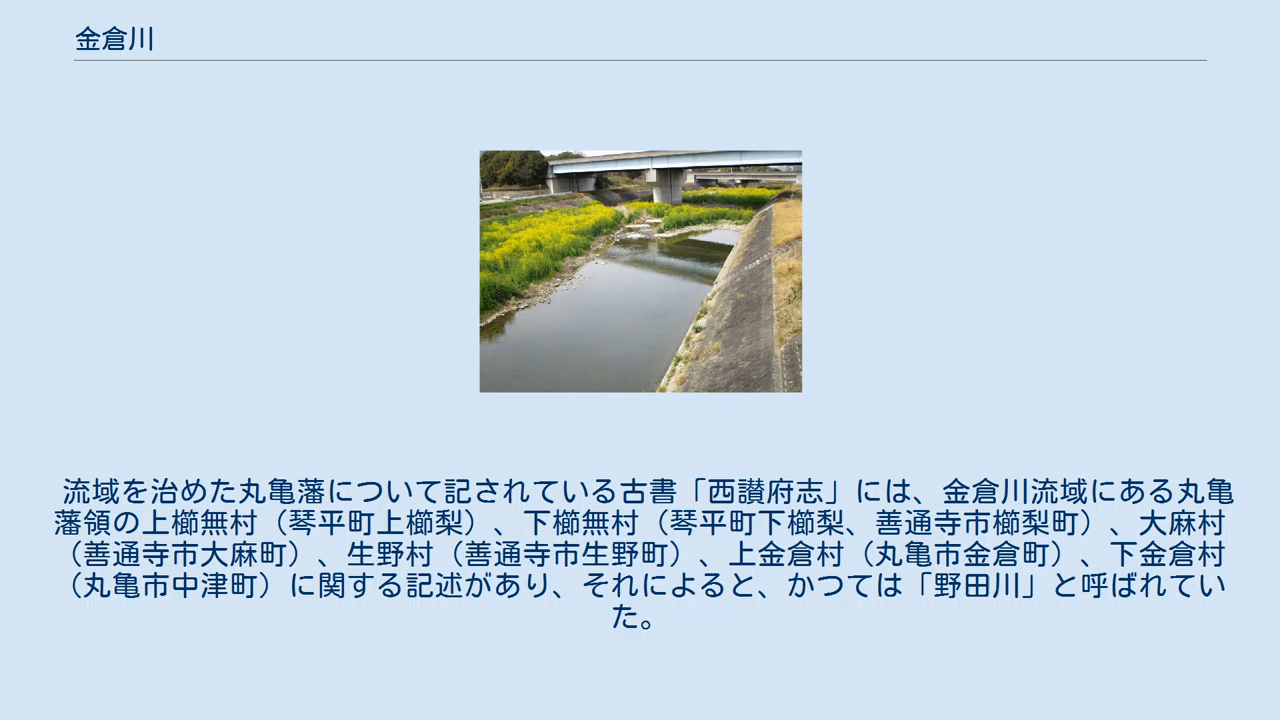 金倉川
流域を治めた丸亀藩について記されている古書「西讃府志」には、金倉川流域にある丸亀
藩領の上櫛無村（琴平町上櫛梨）、下櫛無村（琴平町下櫛梨、善通寺市櫛梨町）、大麻村
（善通寺市大麻町）、生野村（善通寺市生野町）、上金倉村（丸亀市金倉町）、下金倉村
（丸亀市中津町）に関する記述があり、それによると、かつては「野田川」と呼ばれてい
た。